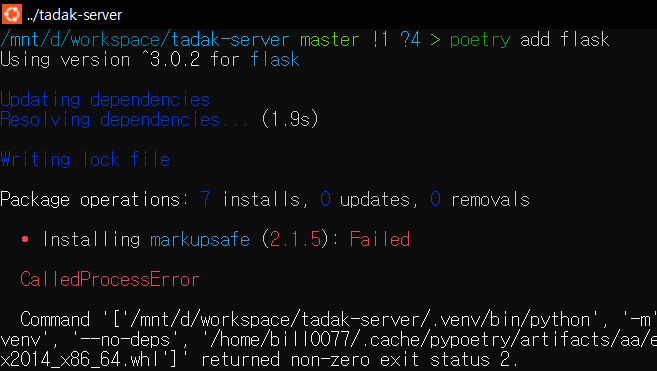 ../tadak-server
/mnt/d/workspace/tadak-server master !1 ?4 > poetry add flask
Using version ^3.0.2 for flask
Updating dependencies
Resolving dependencies... (1.9s)
Writing lock file
Package operations: 7 installs, 0 updates, 0 removals
• Installing markupsafe (2.1.5): Failed
CalledProcessError
Command '['/mnt/d/workspace/tadak-server/.venv/bin/python', '-m'
venv', '--no-deps', '/home/bill0077/.cache/pypoetry/artifacts/aa/e
x2014_x86_64.whl']' returned non-zero exit status 2.